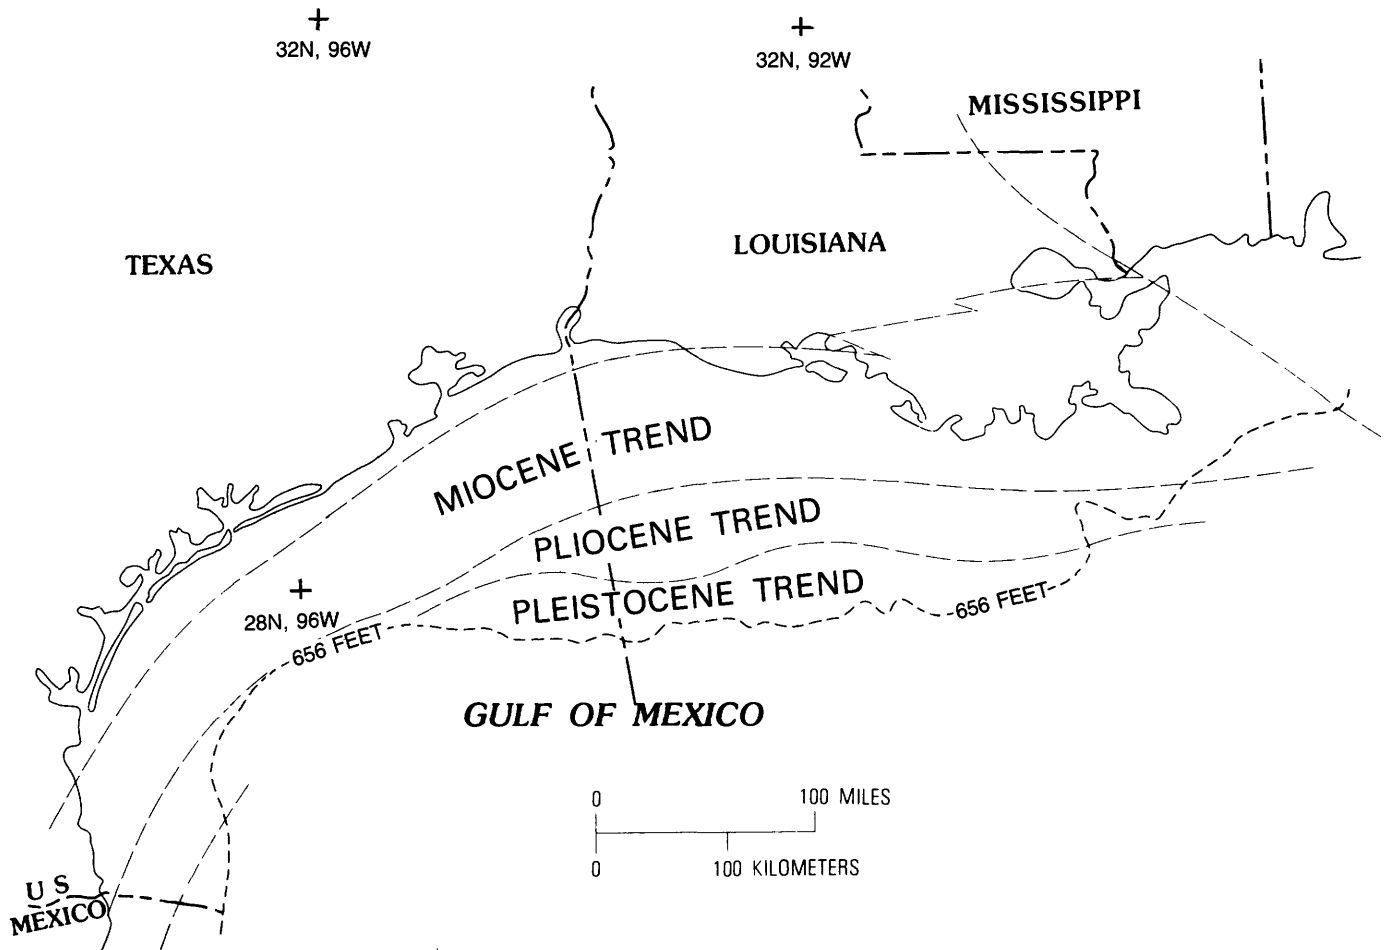 32N, 96W
32N, 92W
MISSISSIPPI
LOUISIANA
TEXAS
MIOCENE TREND
PLIOCENE TREND
PLEISTOCENE TREND
28N, 96W
656 FEET
656 FEET
GULF OF MEXICO
0 100 MILES
0 100 KILOMETERS
U S
MEXICO